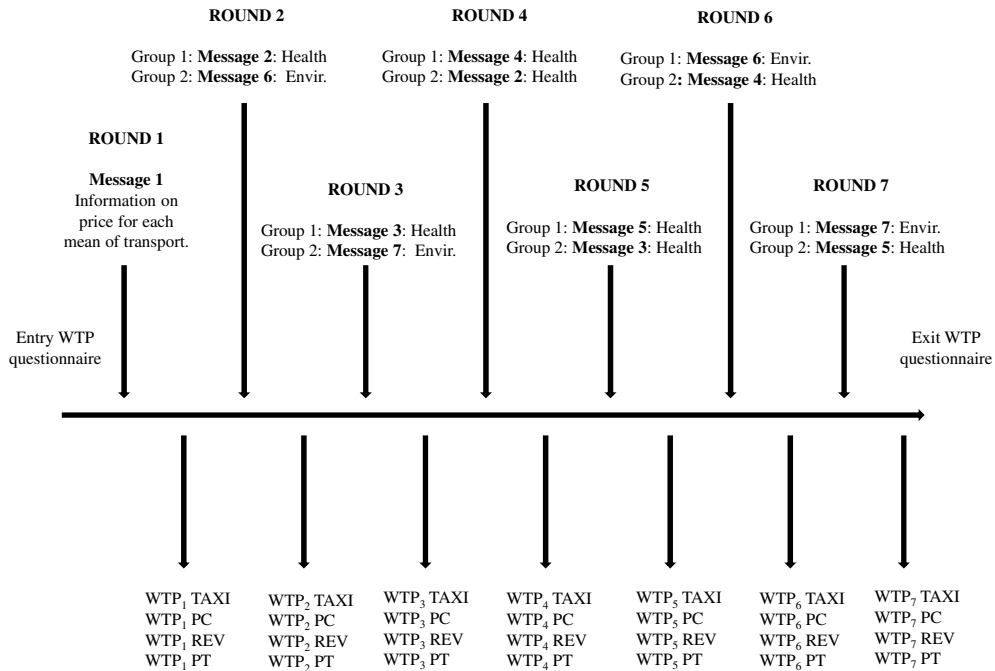 ROUND 2
Group 1: Message 2: Health
Group 2: Message 6: Envir.
ROUND 4
Group 1: Message 4: Health
Group 2: Message 2: Health
ROUND 6
Group 1: Message 6: Envir.
Group 2: Message 4: Health
ROUND 1
Message 1
Information on
price for each
mean of transport.
ROUND 3
Group 1: Message 3: Health
Group 2: Message 7: Envir.
ROUND 5
Group 1: Message 5: Health
Group 2: Message 3: Health
ROUND 7
Group 1: Message 7: Envir.
Group 2: Message 5: Health
Entry WTP
questionnaire
Exit WTP
questionnaire
WTP₁ TAXI
WTP₁ PC
WTP₁ REV
WTP₁ PT
WTP₂ TAXI
WTP₂ PC
WTP₂ REV
WTP₂ PT
WTP₃ TAXI
WTP₃ PC
WTP₃ REV
WTP₃ PT
WTP₄ TAXI
WTP₄ PC
WTP₄ REV
WTP₄ PT
WTP₅ TAXI
WTP₅ PC
WTP₅ REV
WTP₅ PT
WTP₆ TAXI
WTP₆ PC
WTP₆ REV
WTP₆ PT
WTP₇ TAXI
WTP₇ PC
WTP₇ REV
WTP₇ PT